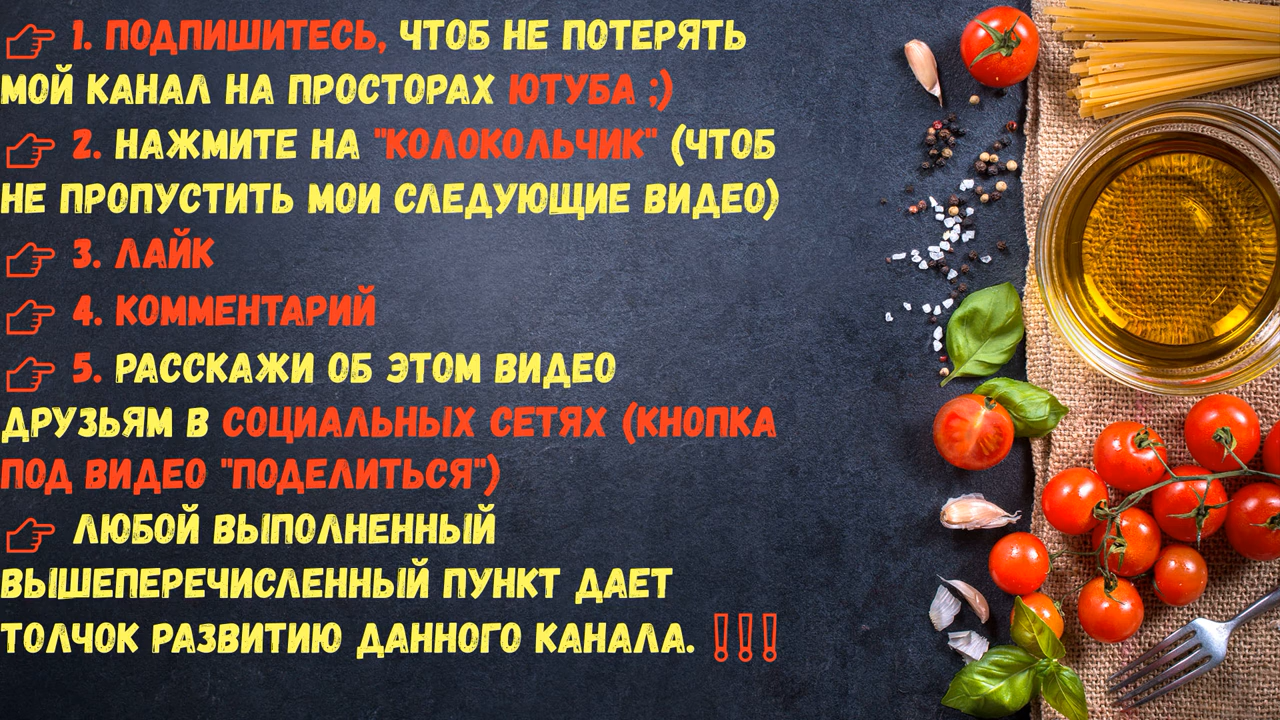 👉 1. ПОДПИШИТЕСЬ, ЧТОБ НЕ ПОТЕРЯТЬ
МОЙ КАНАЛ НА ПРОСТОРАХ ЮТУБА ;)
👉 2. НАЖМИТЕ НА "КОЛОКОЛЬЧИК" (ЧТОБ
НЕ ПРОПУСТИТЬ МОИ СЛЕДУЮЩИЕ ВИДЕО)
👉 3. ЛАЙК
👉 4. КОММЕНТАРИЙ
👉 5. РАССКАЖИ ОБ ЭТОМ ВИДЕО
ДРУЗЬЯМ В СОЦИАЛЬНЫХ СЕТЯХ (КНОПКА
ПОД ВИДЕО "ПОДЕЛИТЬСЯ")
👉 ЛЮБОЙ ВЫПОЛНЕННЫЙ
ВЫШЕПЕРЕЧИСЛЕННЫЙ ПУНКТ ДАЕТ
ТОЛЧОК РАЗВИТИЮ ДАННОГО КАНАЛА. !!!